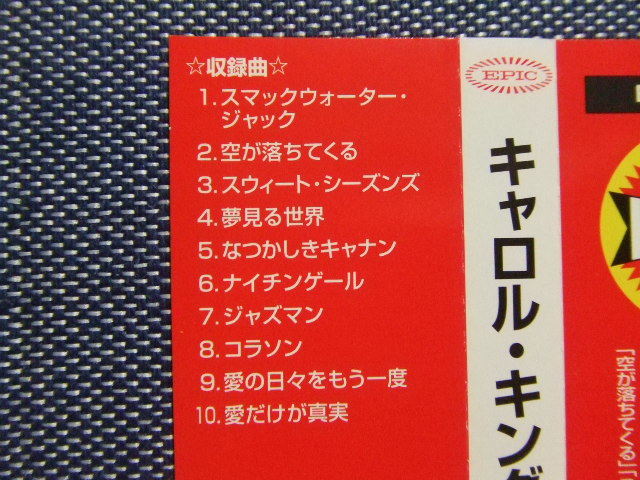 ☆収録曲☆
1.スマックウォーター・
ジャック
2.空が落ちてくる
3.スウィート・シーズンズ
4.夢見る世界
5.なつかしきキャナン
6.ナイチンゲール
7.ジャズマン
8.コラソン
9.愛の日々をもう一度
10.愛だけが真実
EPIC
キャロル・キング
「空が落ちてくる」「